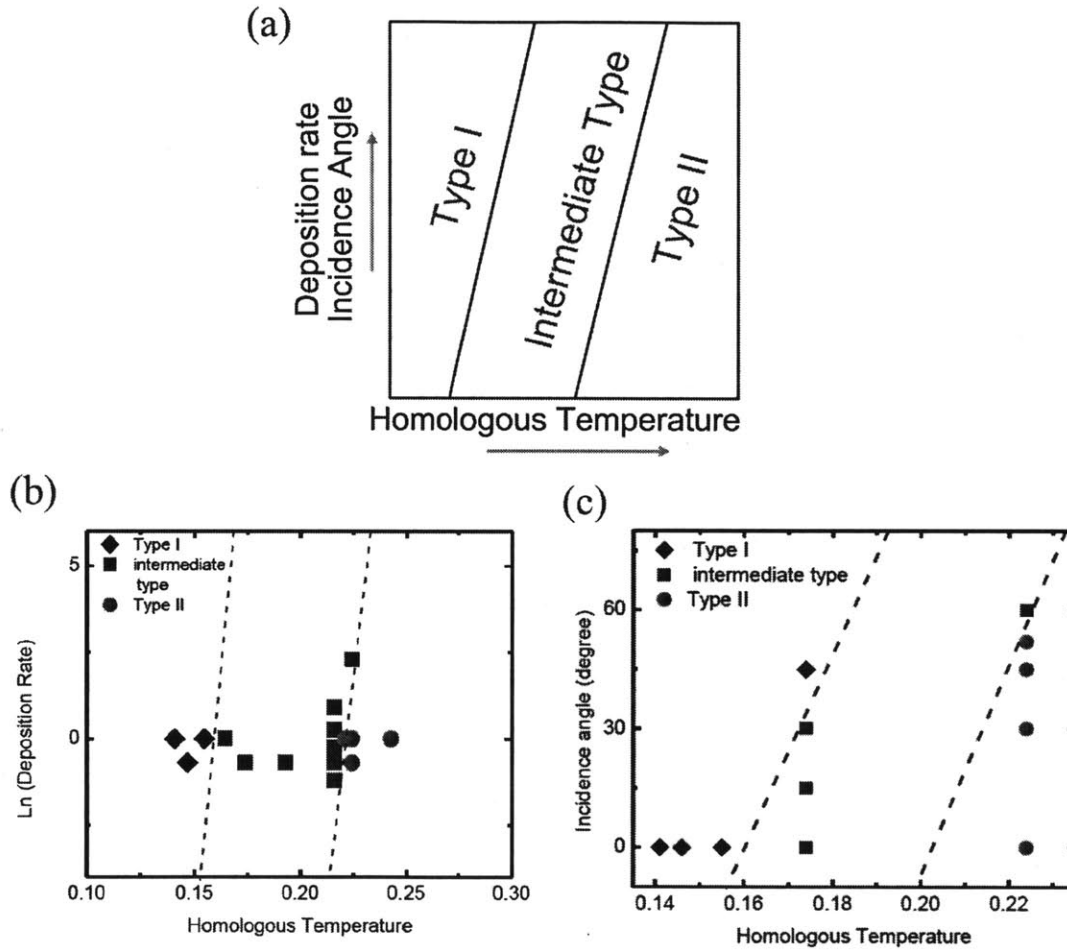 (a)
Deposition rate
Incidence Angle
Type I
Intermediate Type
Type II
Homologous Temperature
(b)
Type I
intermediate
type
Type II
Ln (Deposition Rate)
5
0
0.10 0.15 0.20 0.25 0.30
Homologous Temperature
(c)
Type I
intermediate type
Type II
Incidence angle (degree)
60
30
0
0.14 0.16 0.18 0.20 0.22
Homologous Temperature